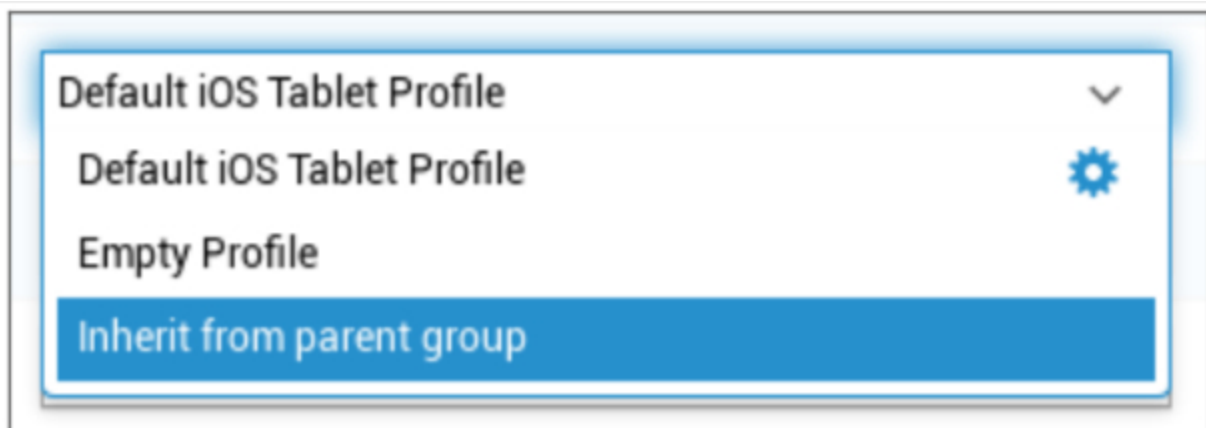 Default iOS Tablet Profile
Default iOS Tablet Profile
Empty Profile
Inherit from parent group